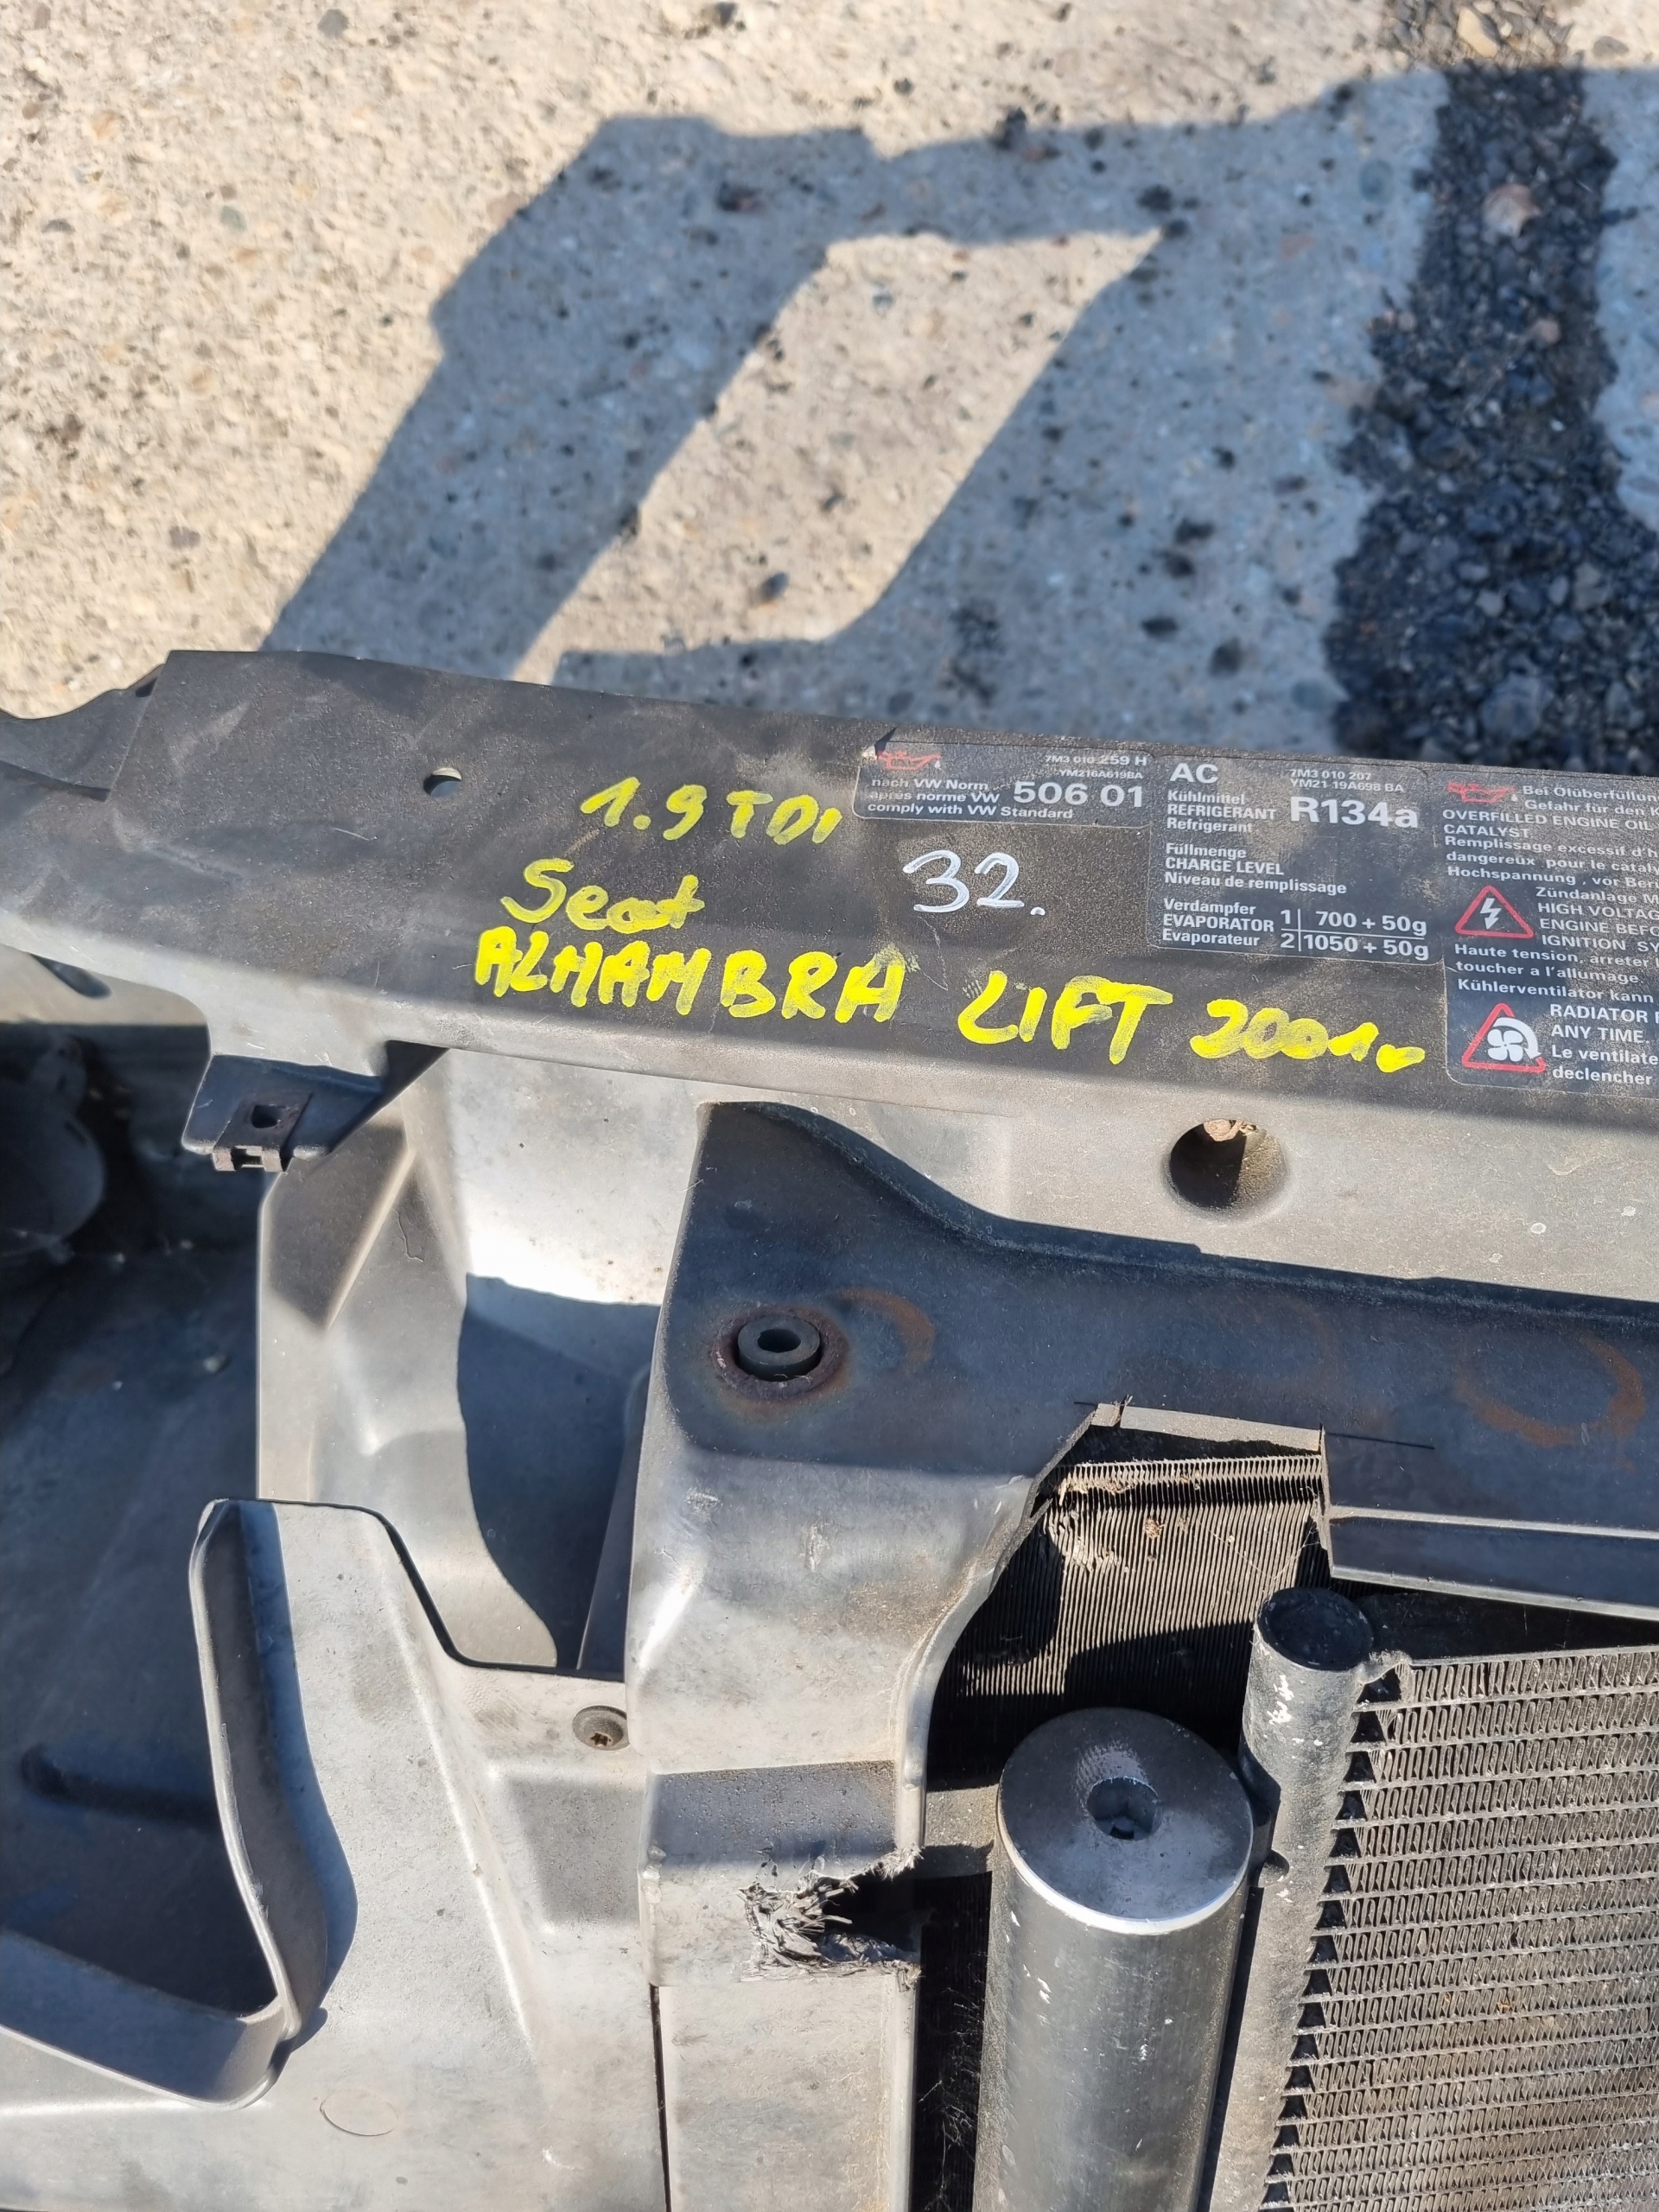 1.9 TDI
Seat
ALHAMBRA LIFT 2001r
32.
7M3 010 259 H
YM216A619BA
nach VW Norm
après norme VW 506 01
comply with VW Standard
AC
7M3 010 207
YM21-19A698 BA
Kühlmittel
REFRIGERANT R134a
Refrigerant
Füllmenge
CHARGE LEVEL
Niveau de remplissage
Verdampfer
EVAPORATOR 1 700 + 50g
Evaporateur 2 1050 + 50g
Bei Ölüberfüllun
Gefahr für den K
OVERFILLED ENGINE OIL
CATALYST.
Remplissage excessif d'h
dangereux pour le cataly
Hochspannung, vor Ber
Zündanlage
HIGH VOLTAG
ENGINE BEFO
IGNITION SY
Haute tension, arreter
toucher a l'allumage
Kühlerventilator kann
RADIATOR
ANY TIME.
Le ventilate
declencher